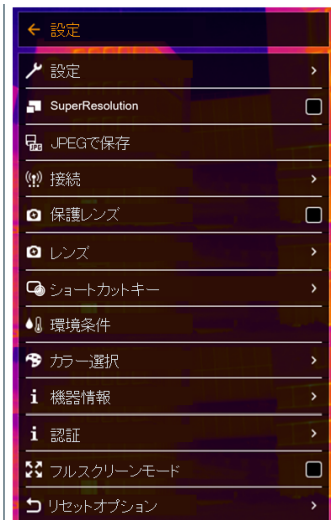 設定
設定
SuperResolution
JPEGで保存
接続
保護レンズ
レンズ
ショートカットキー
環境条件
カラー選択
機器情報
認証
フルスクリーンモード
リセットオプション